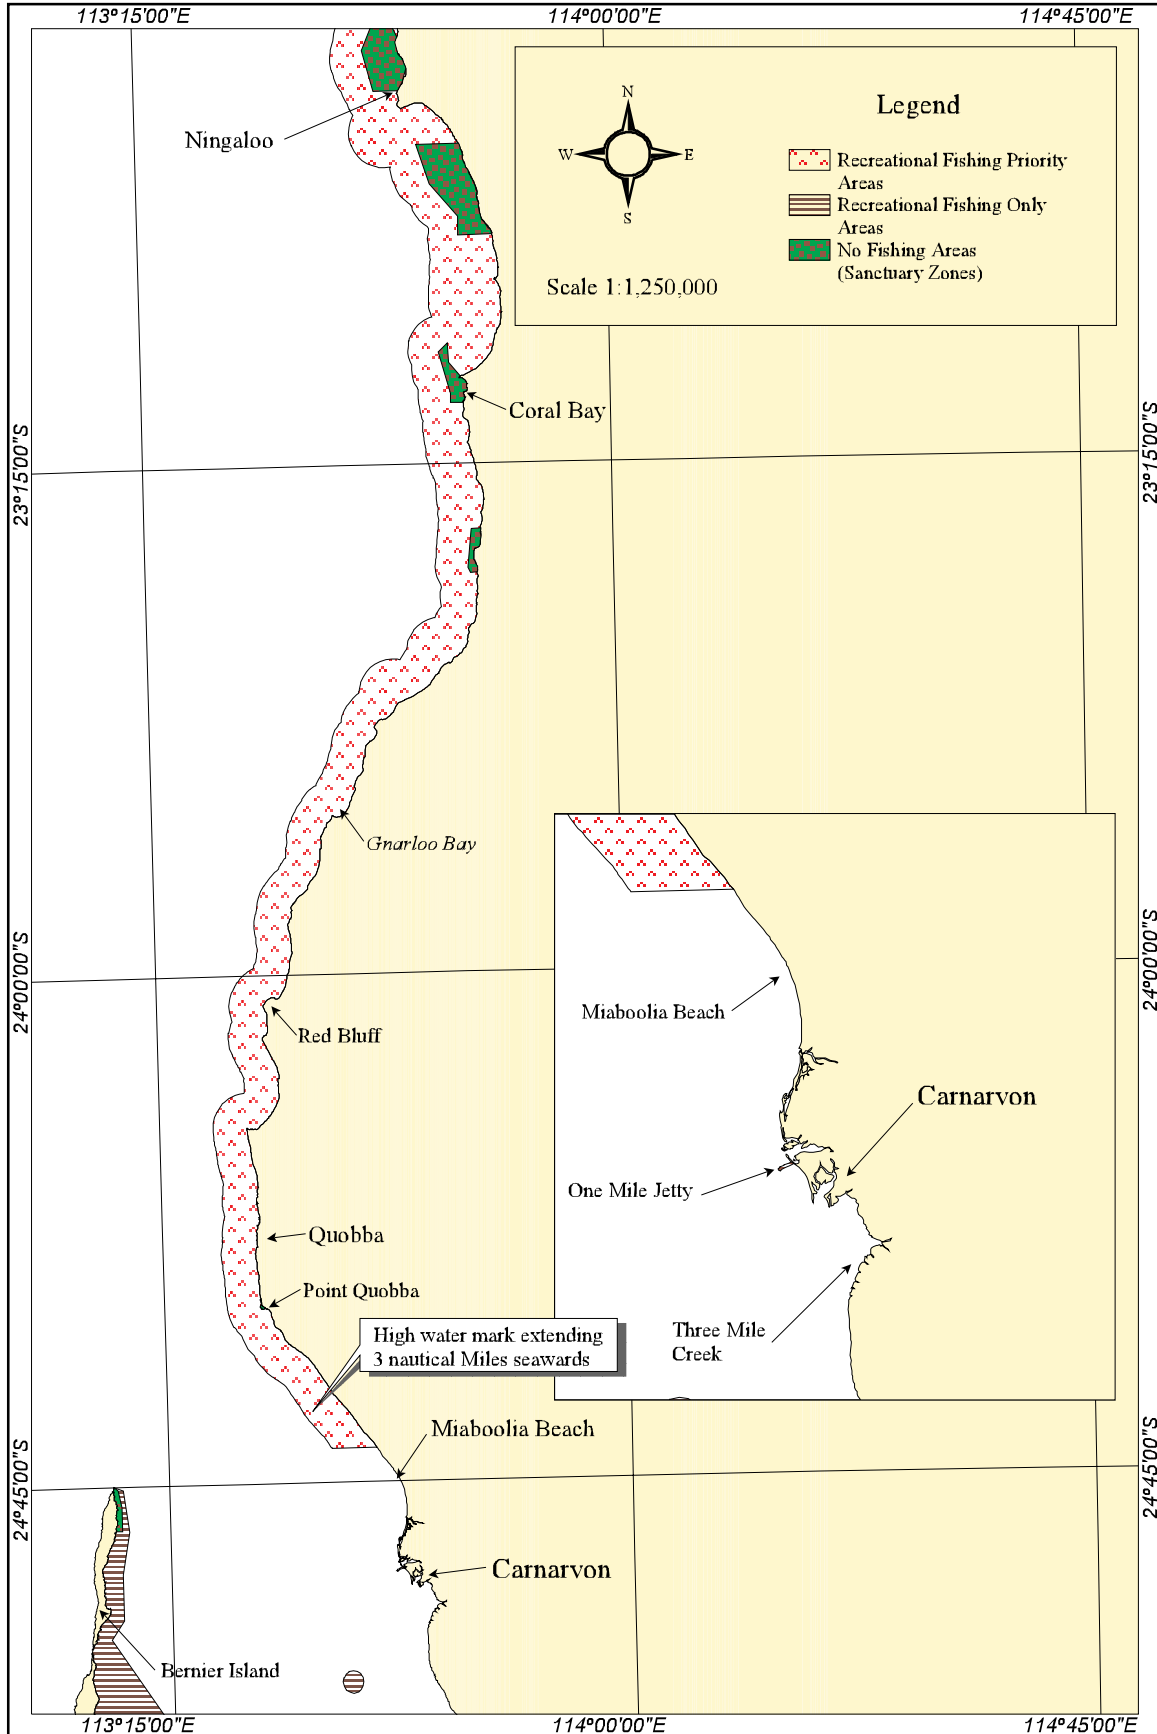 113°15'00"E
114°00'00"E
114°45'00"E
N
W
E
S
Legend
Recreational Fishing Priority
Areas
Recreational Fishing Only
Areas
No Fishing Areas
(Sanctuary Zones)
Scale 1:1,250,000
Ningaloo
Coral Bay
23°15'00"S
23°15'00"S
Gnarloo Bay
24°00'00"S
24°00'00"S
Red Bluff
Miaboolia Beach
Carnarvon
One Mile Jetty
Three Mile
Creek
Quobba
Point Quobba
High water mark extending
3 nautical Miles seawards
Miaboolia Beach
24°45'00"S
24°45'00"S
Carnarvon
Bernier Island
113°15'00"E
114°00'00"E
114°45'00"E